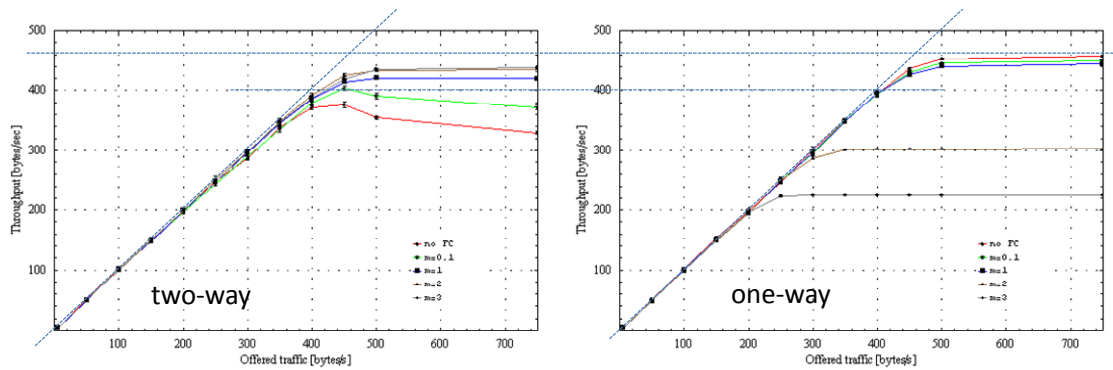 500
400
300
200
100
Throughput [bytes/sec]
no FC
m=0.1
m=1
m=2
m=3
two-way
100 200 300 400 500 600 700
Offered traffic [bytes/s]
500
400
300
200
100
Throughput [bytes/sec]
no FC
m=0.1
m=1
m=2
m=3
one-way
100 200 300 400 500 600 700
Offered traffic [bytes/s]